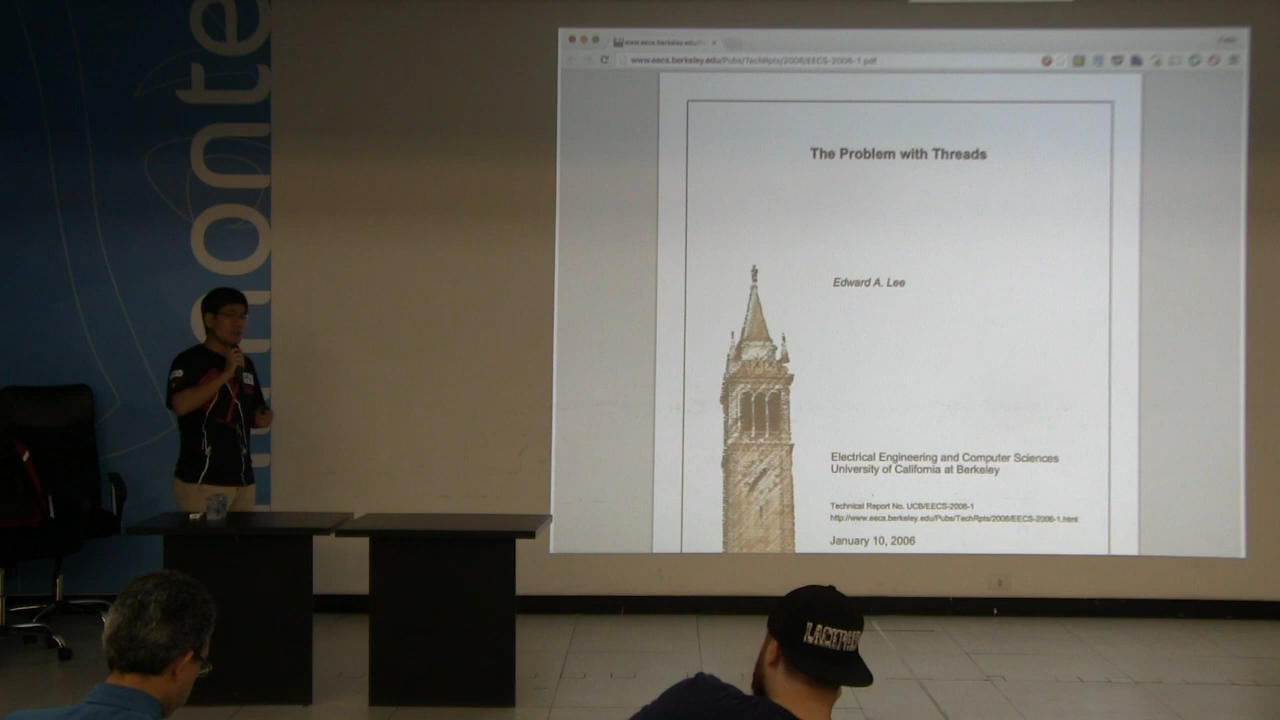 www.eecs.berkeley.edu/Pubs/TechRpts/2006/EECS-2006-1.pdf
The Problem with Threads
Edward A. Lee
Electrical Engineering and Computer Sciences
University of California at Berkeley
Technical Report No. UCB/EECS-2006-1
http://www.eecs.berkeley.edu/Pubs/TechRpts/2006/EECS-2006-1.html
January 10, 2006